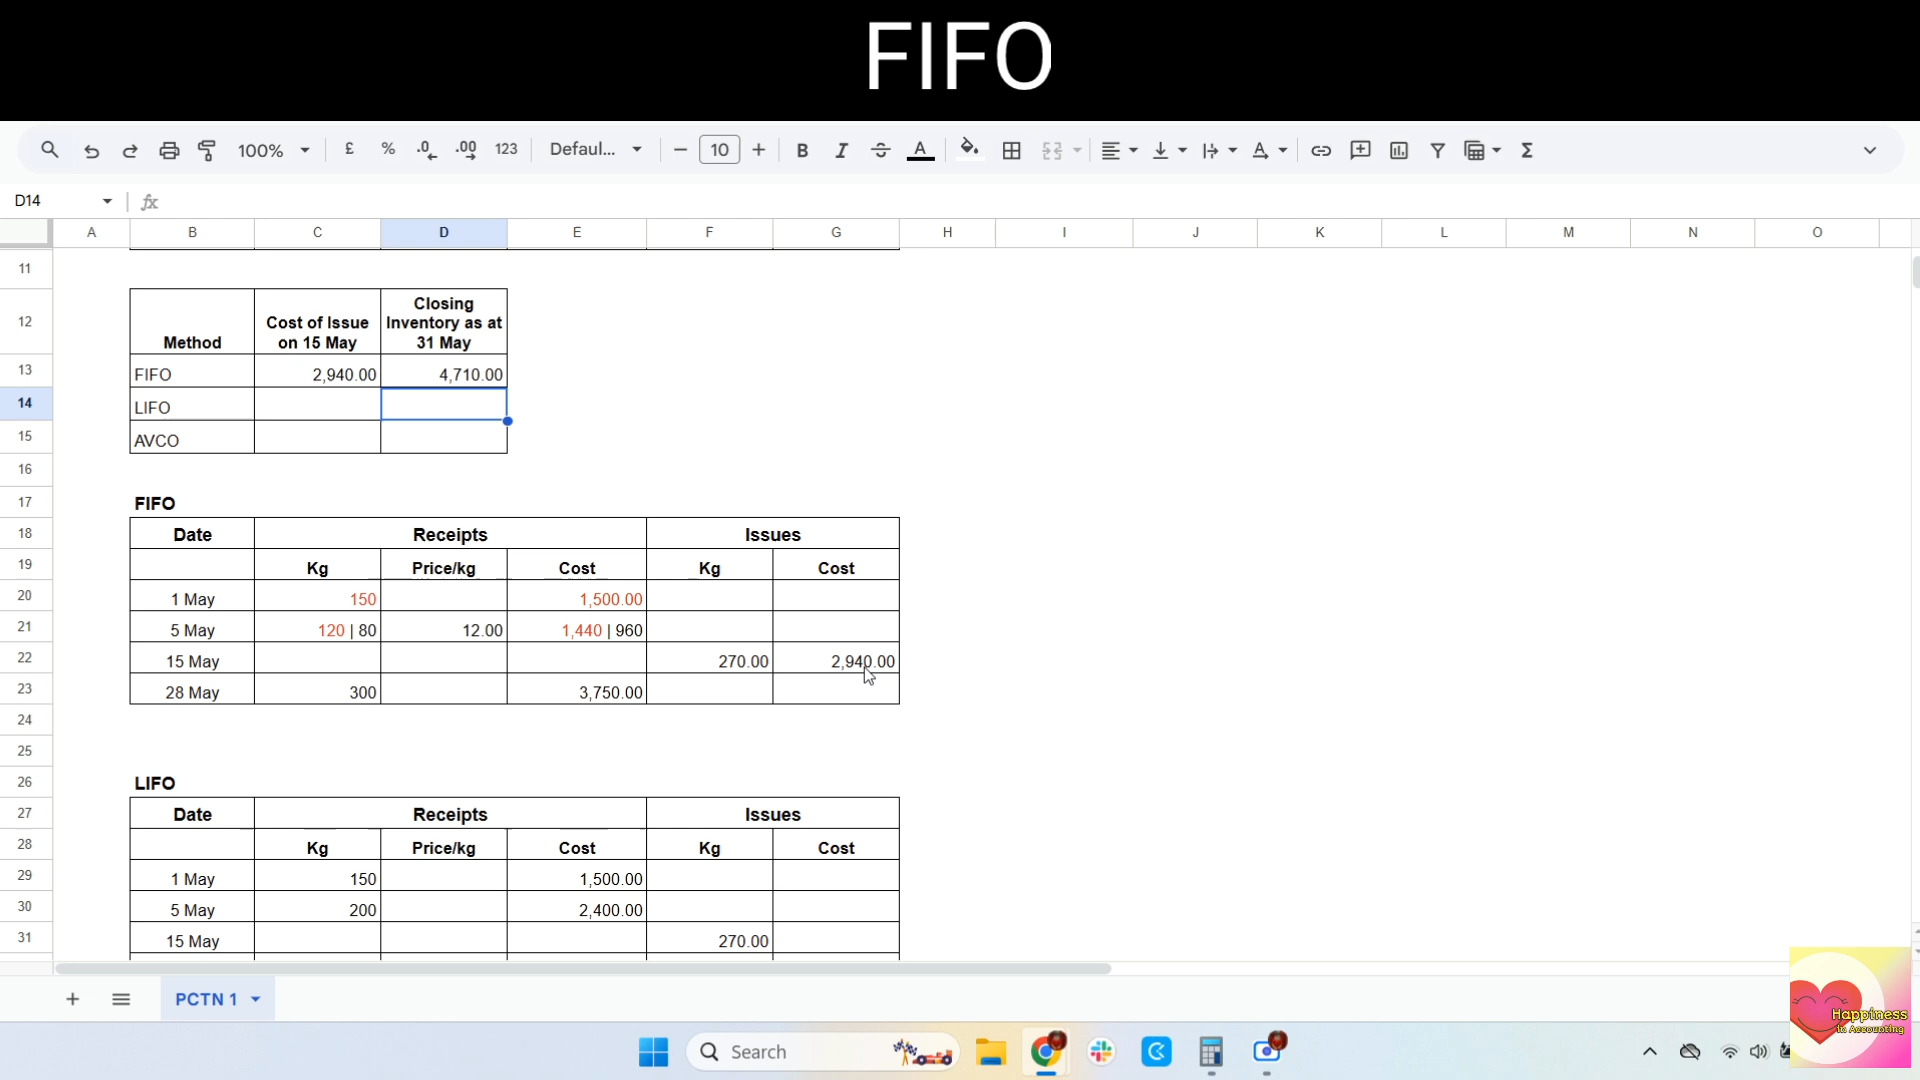 FIFO
100% £ % .0 .00 123 Defaul... 10 B I A
D14 fx
A B C D E F G H I J K L M N O
11
12 Method Cost of Issue on 15 May Closing Inventory as at 31 May
13 FIFO 2,940.00 4,710.00
14 LIFO
15 AVCO
16
17 FIFO
18 Date Receipts Issues
19 Kg Price/kg Cost Kg Cost
20 1 May 150 1,500.00
21 5 May 120 | 80 12.00 1,440 | 960
22 15 May 270.00 2,940.00
23 28 May 300 3,750.00
24
25
26 LIFO
27 Date Receipts Issues
28 Kg Price/kg Cost Kg Cost
29 1 May 150 1,500.00
30 5 May 200 2,400.00
31 15 May 270.00
PCTN 1
Search
Happiness
in Accounting